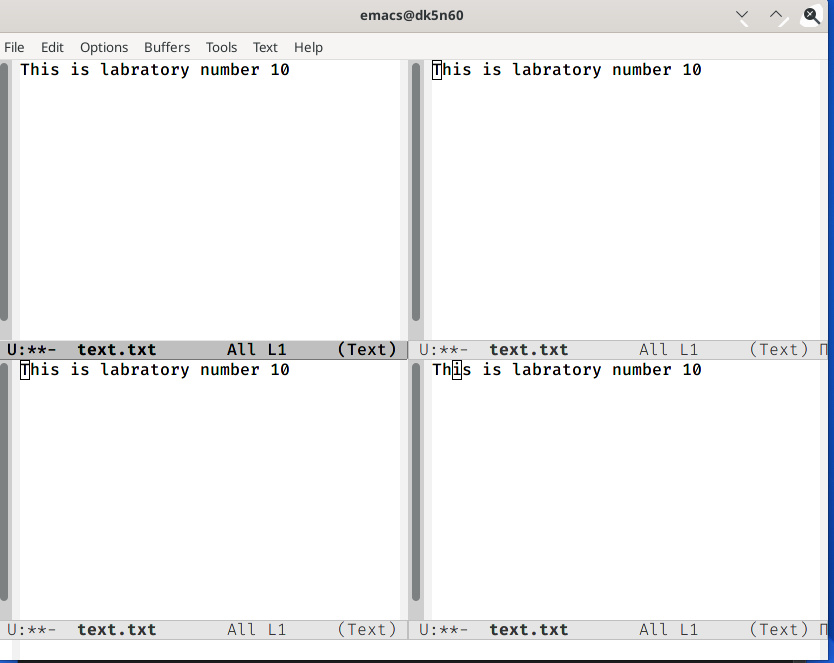 emacs@dk5n60
File Edit Options Buffers Tools Text Help
This is labratory number 10
This is labratory number 10
U:**- text.txt All L1 (Text)
U:**- text.txt All L1 (Text) П
This is labratory number 10
This is labratory number 10
U:**- text.txt All L1 (Text)
U:**- text.txt All L1 (Text) П